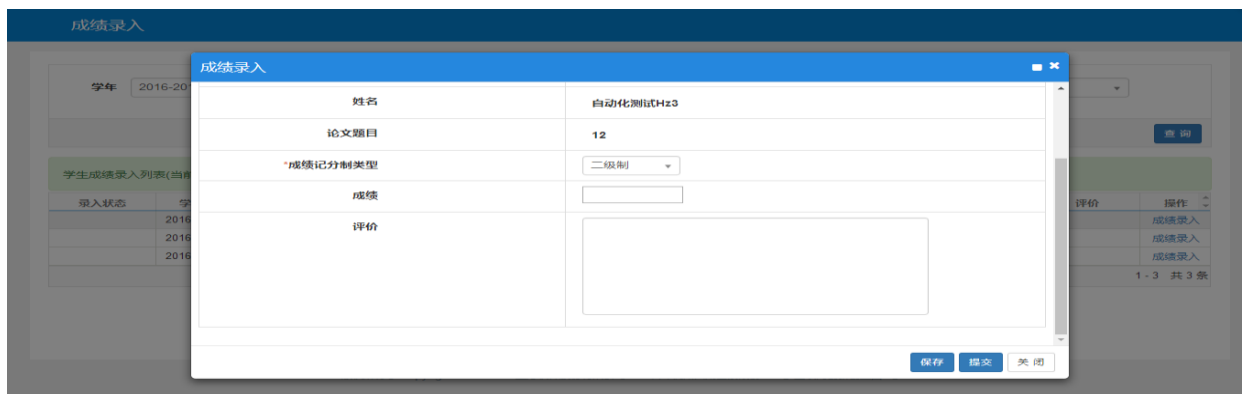 成绩录入
成绩录入
学年 2016-20
姓名 自动化测试Hz3
论文题目 12
查 询
*成绩记分制类型 二级制
学生成绩录入列表(当前
成绩
录入状态 学 评价 操作
2016 成绩录入
评价
2016 成绩录入
2016 成绩录入
1 - 3 共 3 条
保存 提交 关 闭